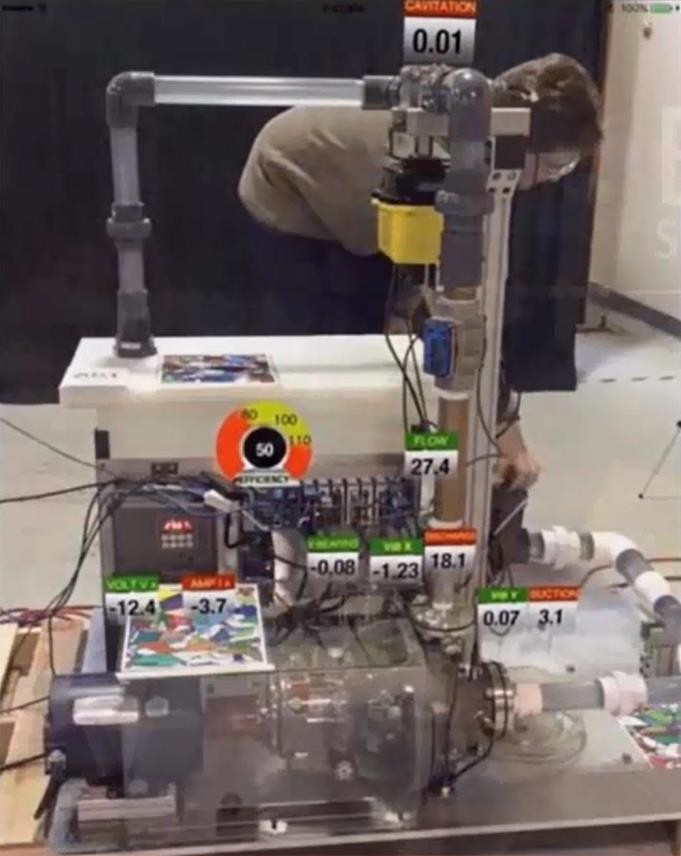 100%
CAVITATION
0.01
80
100
110
50
EFFICIENCY
FLOW
27.4
-0.08
VIB X
-1.23
DISCHARGE
18.1
VOLT V A
-12.4
AMP I A
-3.7
VIB Y
0.07
SUCTION
3.1